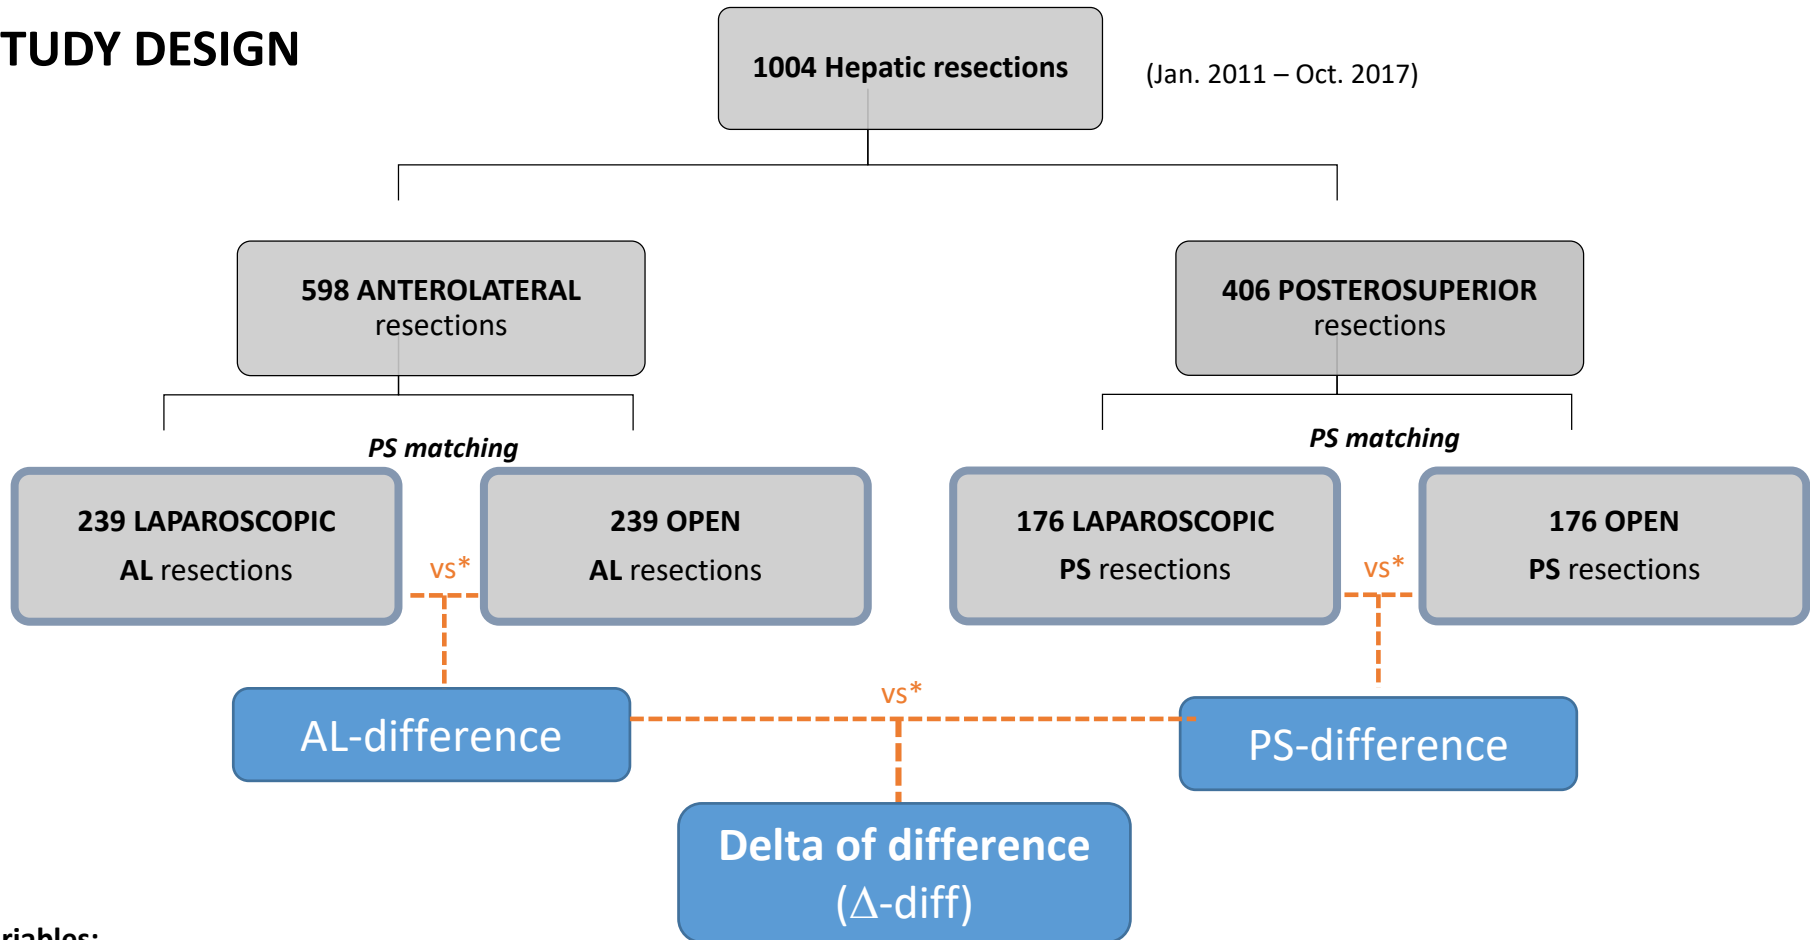 TUDY DESIGN
1004 Hepatic resections
(Jan. 2011 – Oct. 2017)
598 ANTEROLATERAL
resections
406 POSTEROSUPERIOR
resections
PS matching
PS matching
239 LAPAROSCOPIC
AL resections
vs*
239 OPEN
AL resections
176 LAPAROSCOPIC
PS resections
vs*
176 OPEN
PS resections
AL-difference
vs*
PS-difference
Delta of difference
(Δ-diff)
riables: